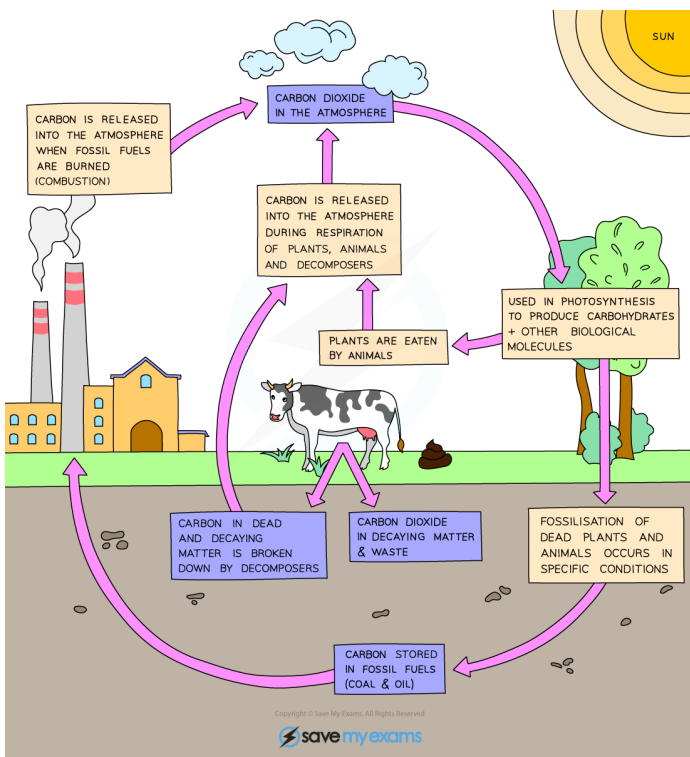 SUN
CARBON DIOXIDE
IN THE ATMOSPHERE
CARBON IS RELEASED
INTO THE ATMOSPHERE
WHEN FOSSIL FUELS
ARE BURNED
(COMBUSTION)
CARBON IS RELEASED
INTO THE ATMOSPHERE
DURING RESPIRATION
OF PLANTS, ANIMALS
AND DECOMPOSERS
USED IN PHOTOSYNTHESIS
TO PRODUCE CARBOHYDRATES
+ OTHER BIOLOGICAL
MOLECULES
PLANTS ARE EATEN
BY ANIMALS
CARBON IN DEAD
AND DECAYING
MATTER IS BROKEN
DOWN BY DECOMPOSERS
CARBON DIOXIDE
IN DECAYING MATTER
& WASTE
FOSSILISATION OF
DEAD PLANTS AND
ANIMALS OCCURS IN
SPECIFIC CONDITIONS
CARBON STORED
IN FOSSIL FUELS
(COAL & OIL)
Copyright © Save My Exams. All Rights Reserved
save my exams